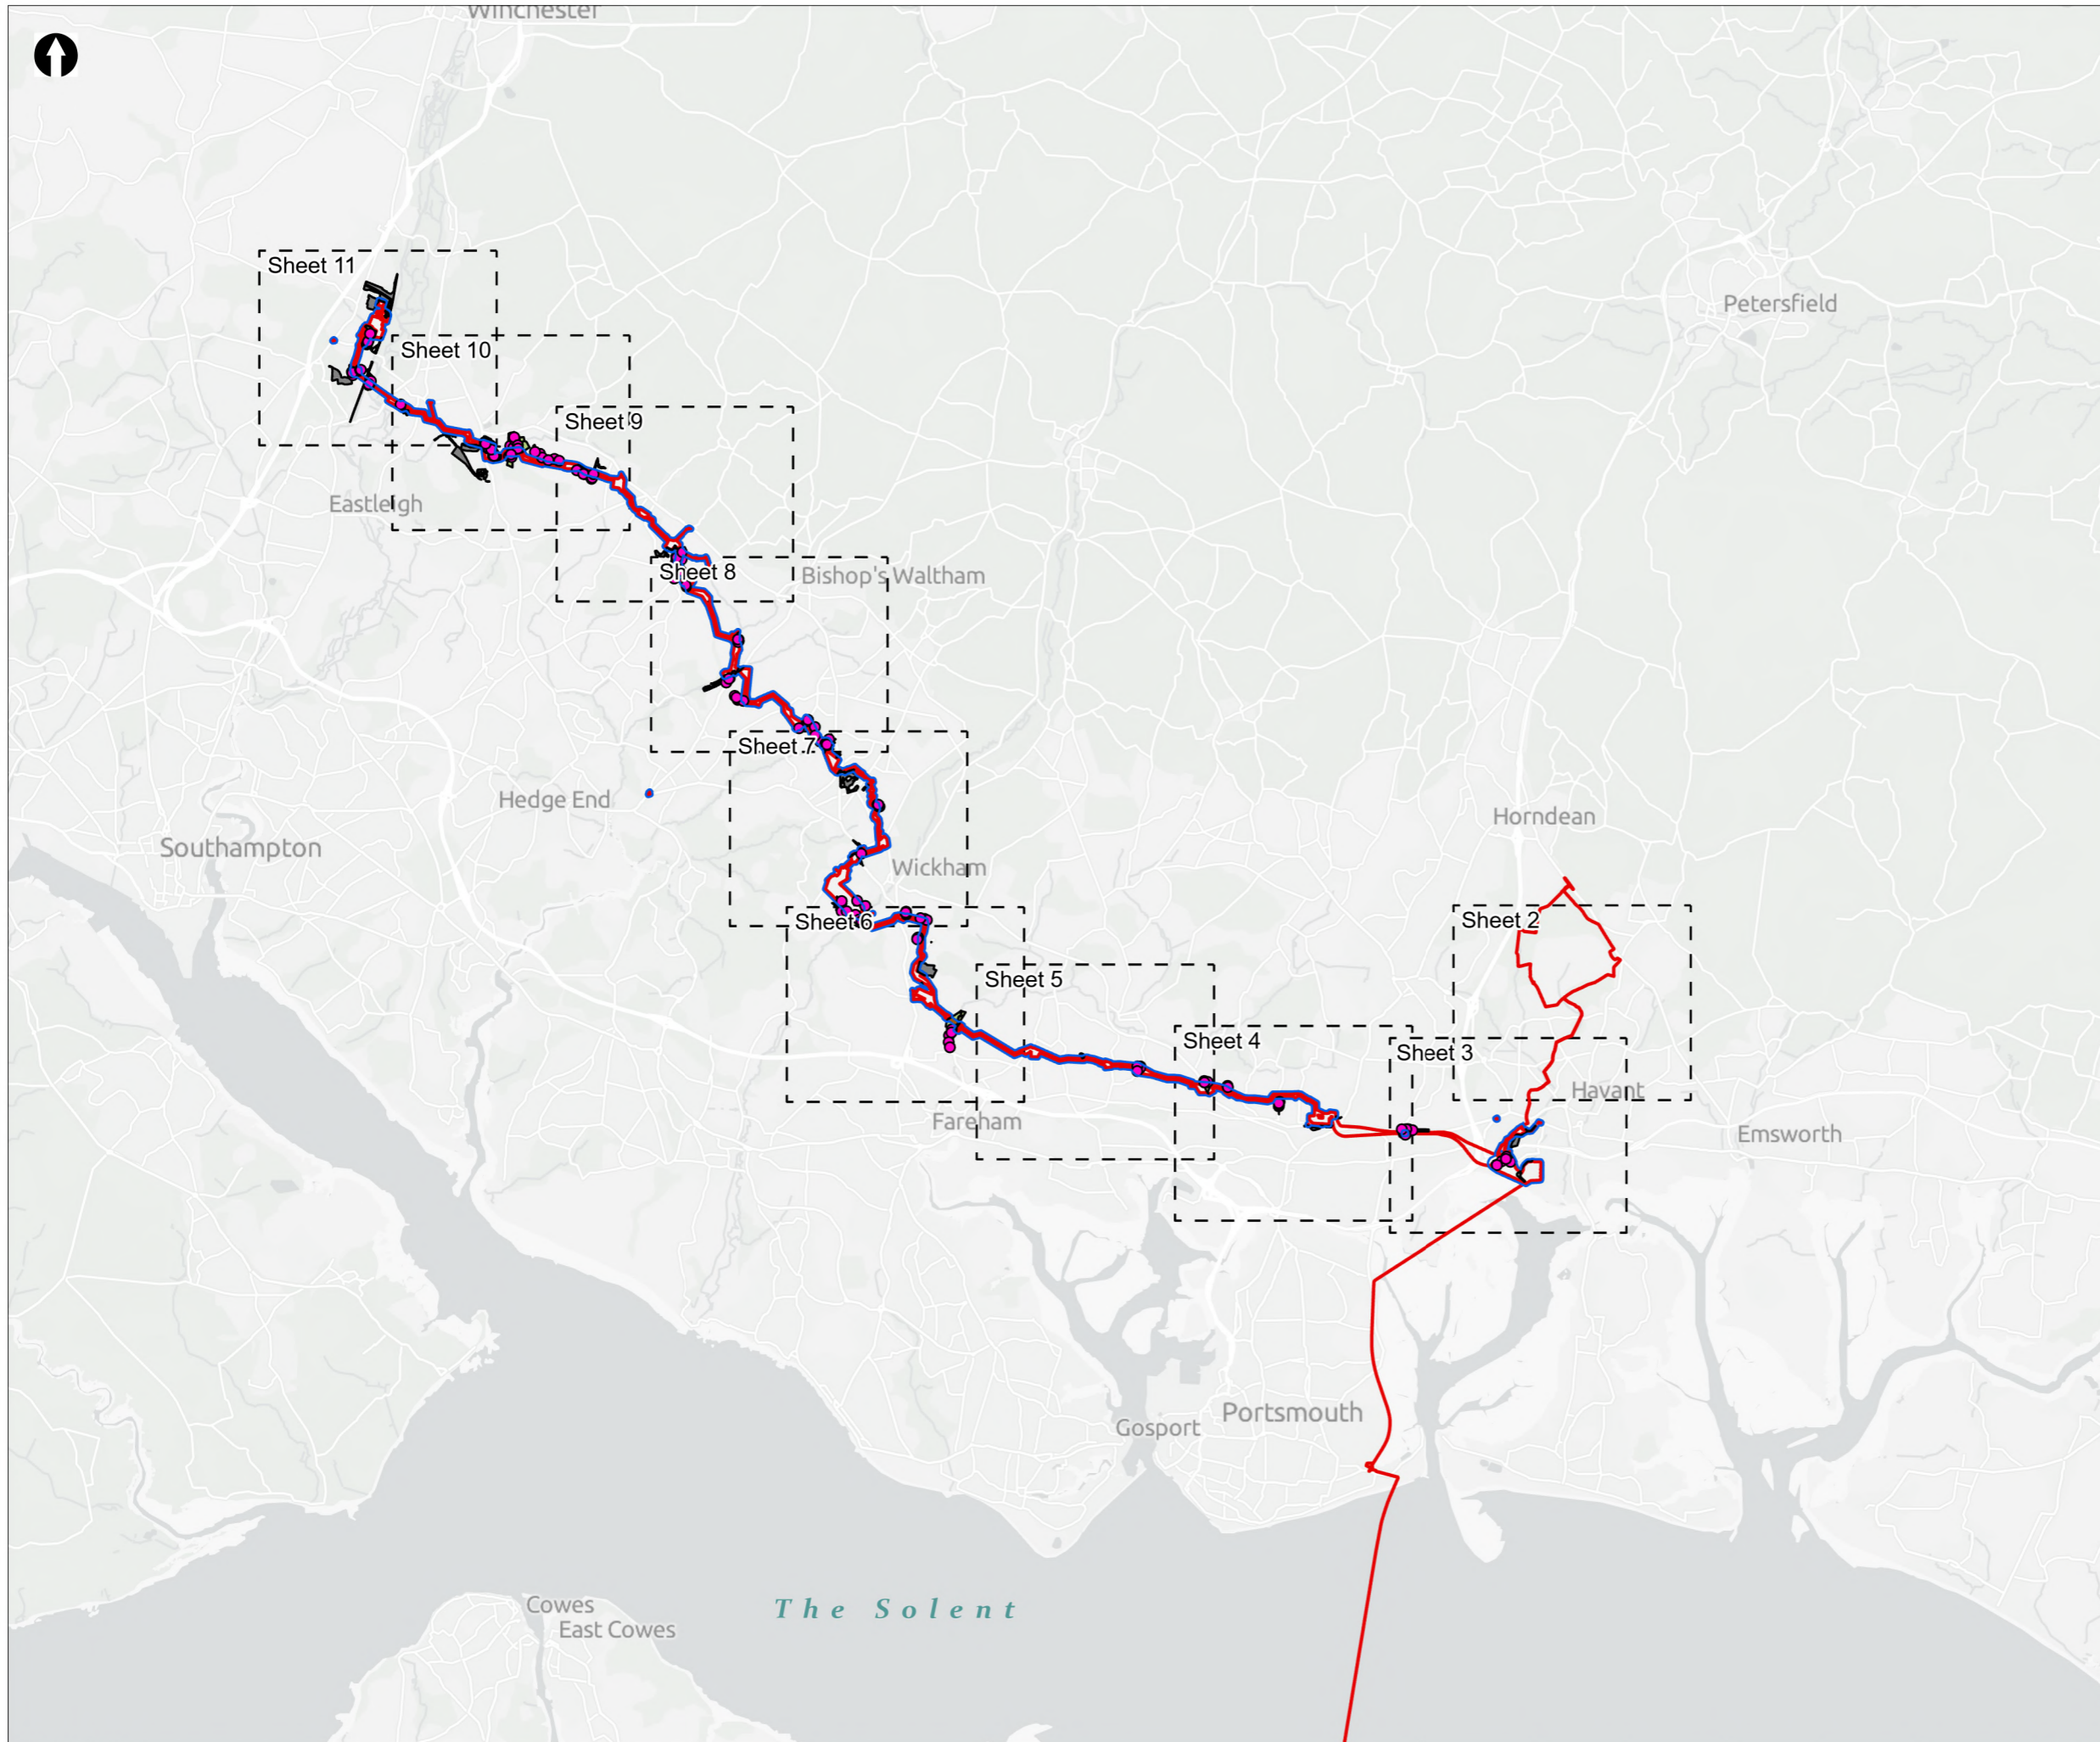 Winchester
Sheet 11
Petersfield
Sheet 10
Sheet 9
Eastleigh
Sheet 8
Bishop's Waltham
Sheet 7
Hedge End
Horndean
Southampton
Wickham
Sheet 6
Sheet 2
Sheet 5
Sheet 4
Sheet 3
Havant
Fareham
Emsworth
Portsmouth
Gosport
Cowes
The Solent
East Cowes